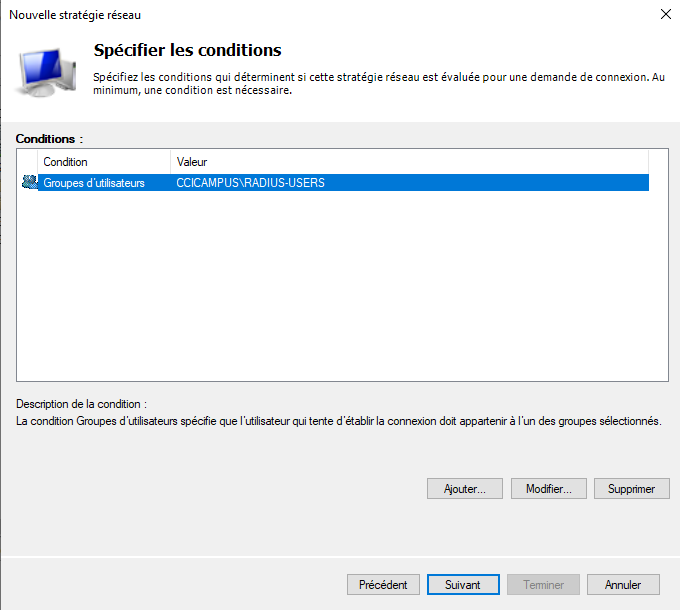 Nouvelle stratégie réseau
Spécifier les conditions
Spécifiez les conditions qui déterminent si cette stratégie réseau est évaluée pour une demande de connexion. Au
minimum, une condition est nécessaire.
Conditions :
Condition Valeur
Groupes d'utilisateurs CCICAMPUS\RADIUS-USERS
Description de la condition :
La condition Groupes d'utilisateurs spécifie que l'utilisateur qui tente d'établir la connexion doit appartenir à l'un des groupes sélectionnés.
Ajouter... Modifier... Supprimer
Précédent Suivant Terminer Annuler